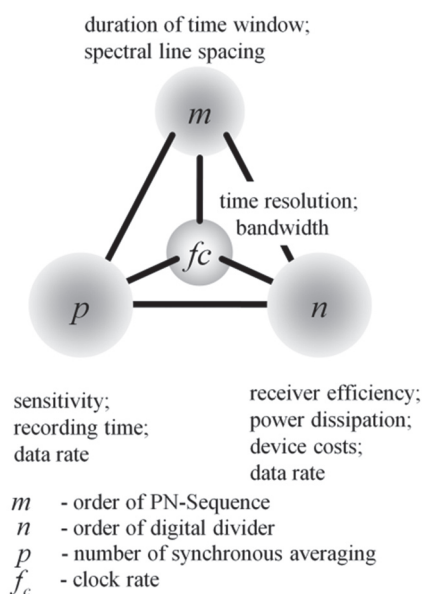 duration of time window;
spectral line spacing
m
time resolution;
bandwidth
fc
p
n
sensitivity;
recording time;
data rate
receiver efficiency;
power dissipation;
device costs;
data rate
m - order of PN-Sequence
n - order of digital divider
p - number of synchronous averaging
fc - clock rate